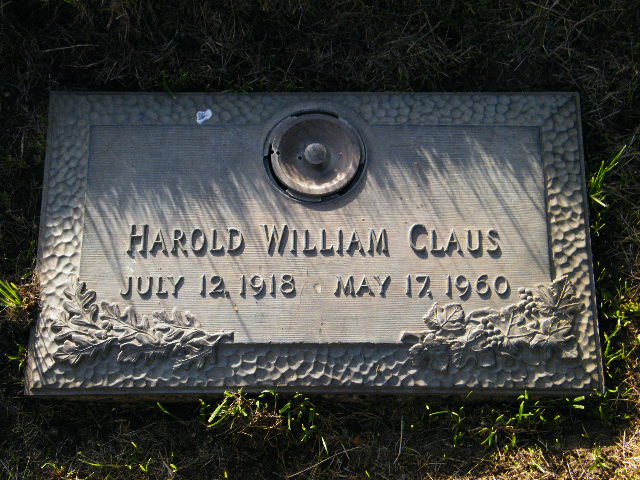 Harold William Claus
July 12, 1918 May 17, 1960